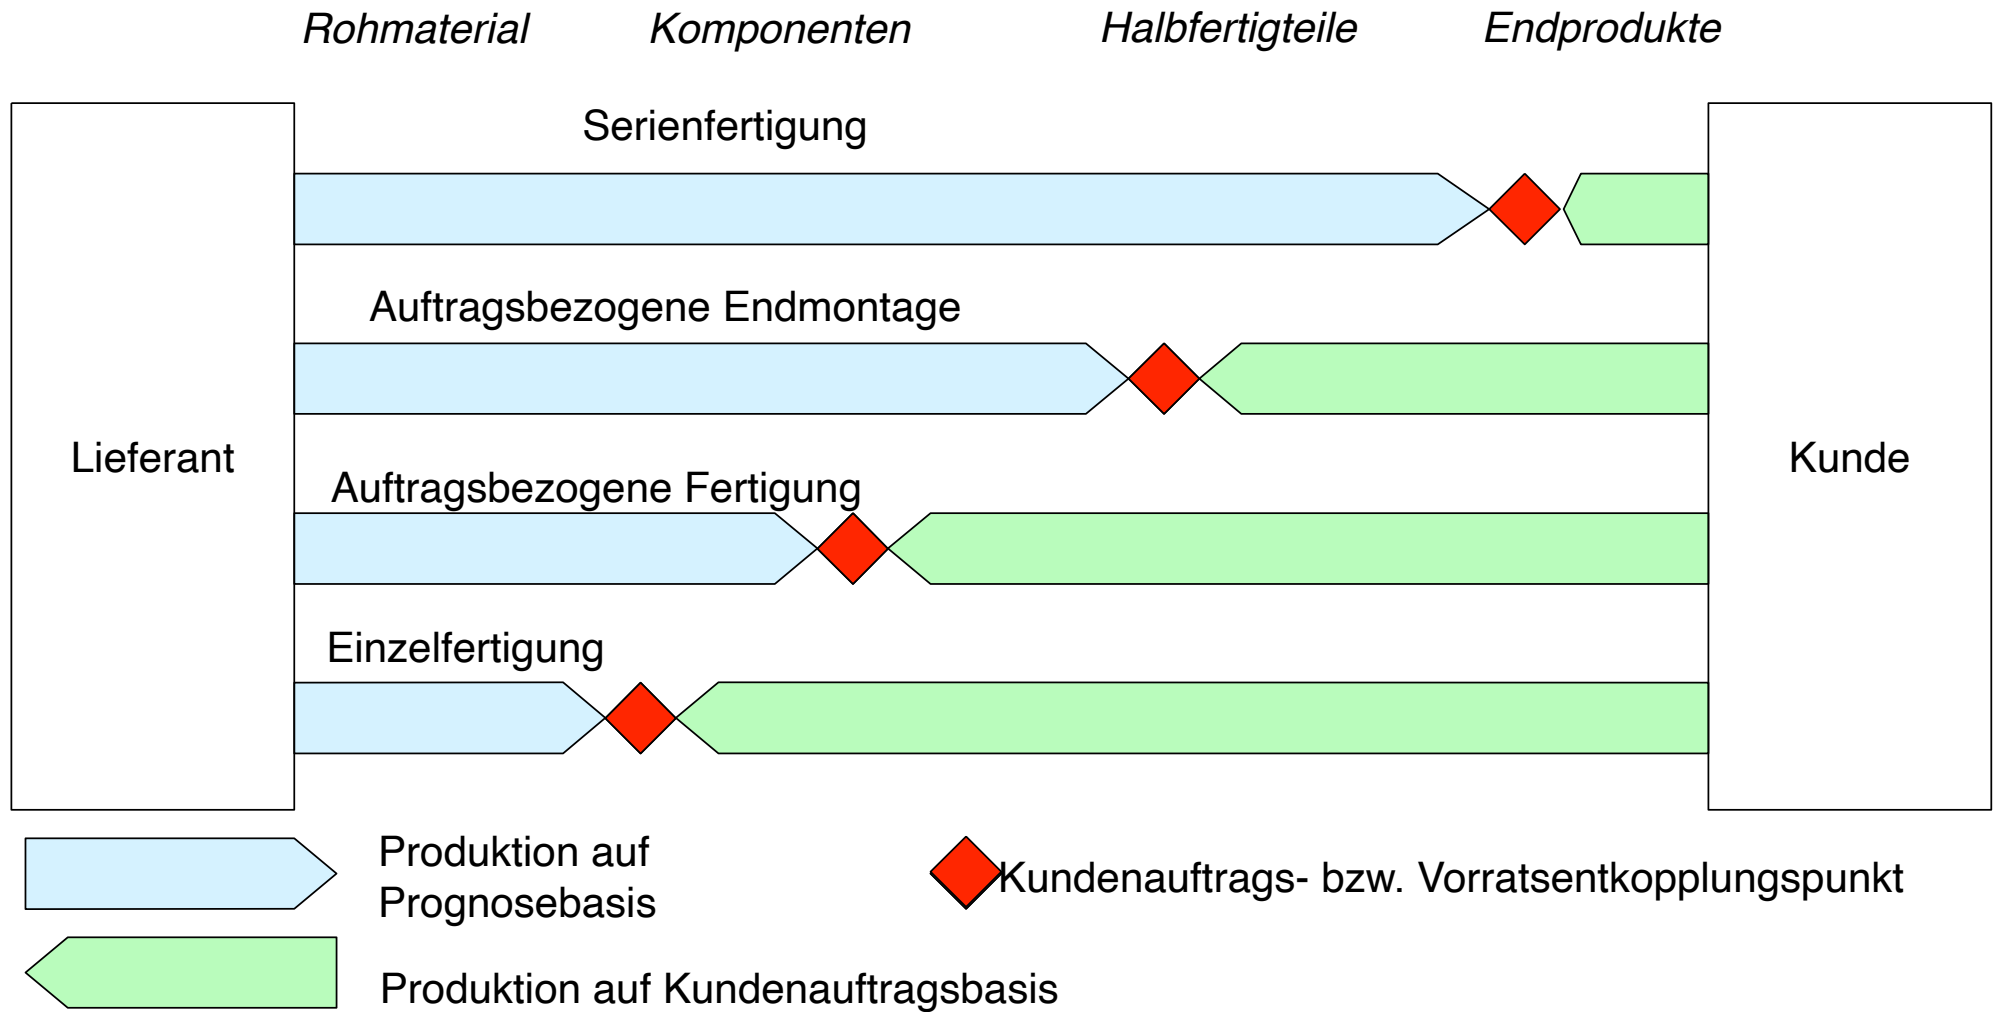 Rohmaterial Komponenten Halbfertigteile Endprodukte
Serienfertigung
Auftragsbezogene Endmontage
Lieferant
Kunde
Auftragsbezogene Fertigung
Einzelfertigung
Produktion auf
Prognosebasis
Kundenauftrags- bzw. Vorratsentkopplungspunkt
Produktion auf Kundenauftragsbasis